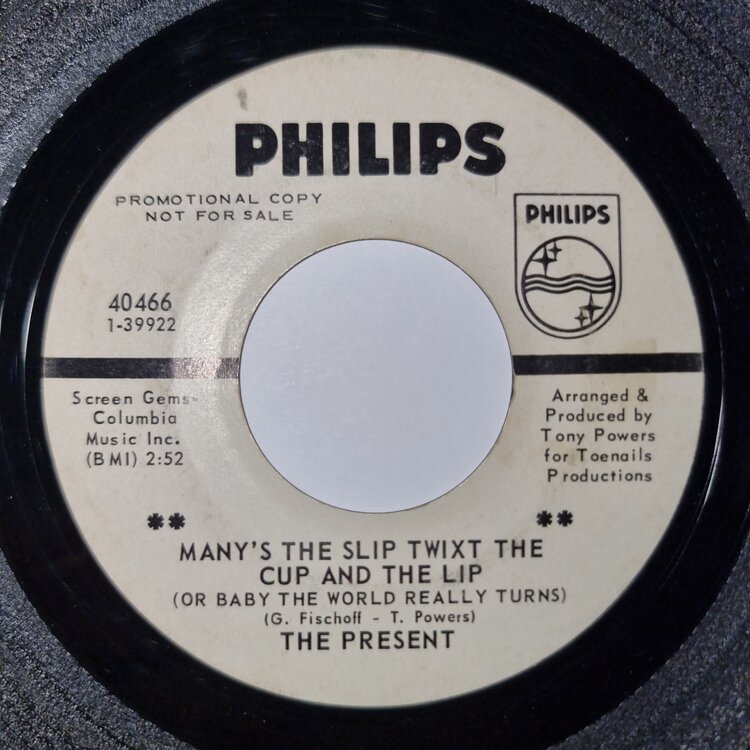 PHILIPS
PROMOTIONAL COPY
NOT FOR SALE
PHILIPS
40466
1-39922
Screen Gems-
Columbia
Music Inc.
(BMI) 2:52
Arranged &
Produced by
Tony Powers
for Toenails
Productions
** **
MANY'S THE SLIP TWIXT THE
CUP AND THE LIP
(OR BABY THE WORLD REALLY TURNS)
(G. Fischoff - T. Powers)
THE PRESENT